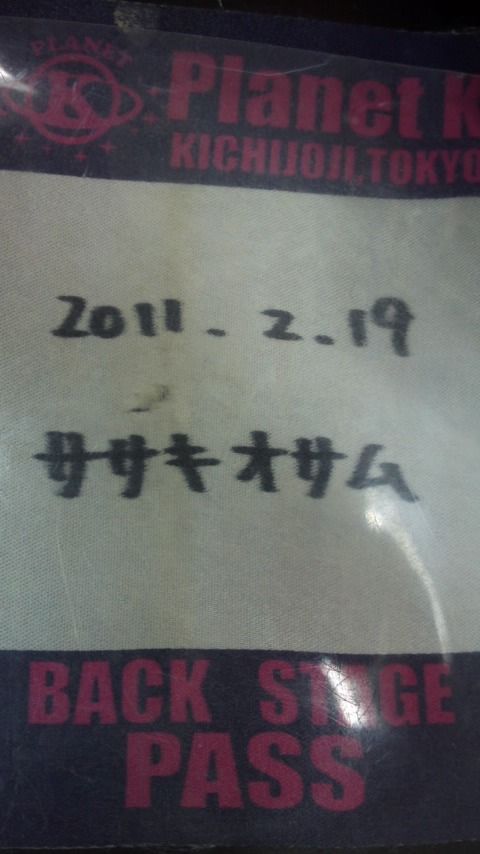 PLANET
K
Planet K
KICHIJOJI,TOKYO
2011.2.19
ササキオサム
BACK STAGE
PASS